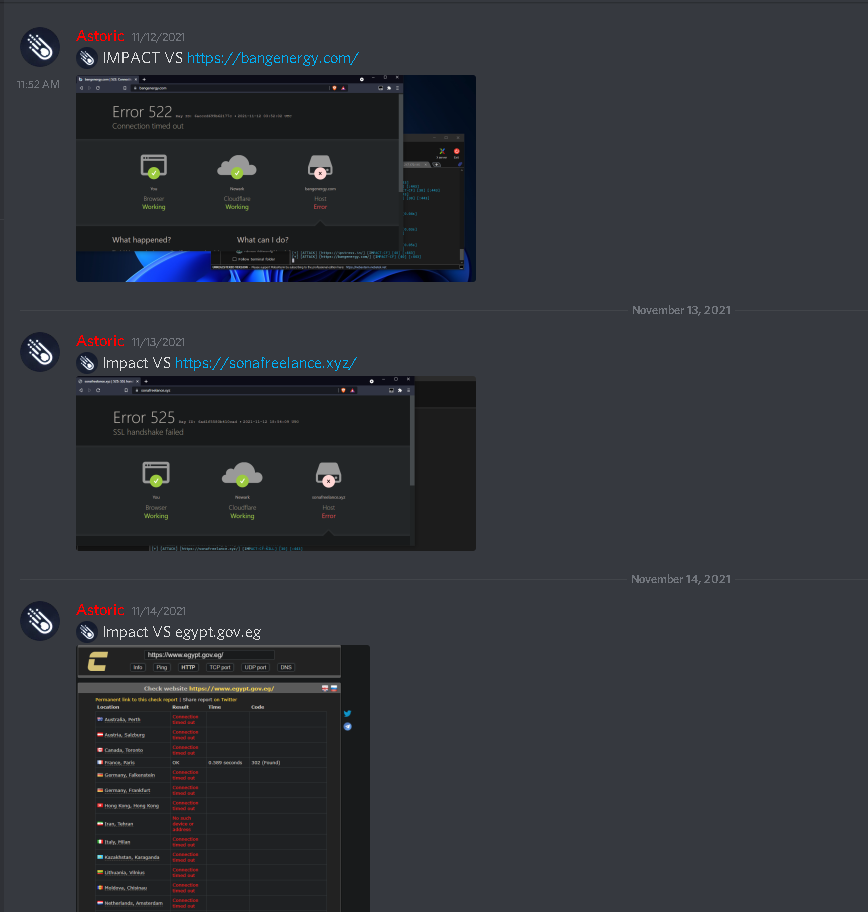 Astoric 11/12/2021
IMPACT VS https://bangenergy.com/
11:52 AM
bangenergy.com
Error 522
Connection timed out
You
Newark
bangenergy.com
Browser
Cloudflare
Host
Working
Working
Error
What happened?
What can I do?
November 13, 2021
Astoric 11/13/2021
Impact VS https://sonafreelance.xyz/
sonafreelance.xyz
Error 525
SSL handshake failed
You
Newark
sonafreelance.xyz
Browser
Cloudflare
Host
Working
Working
Error
[ATTACK] [https://sonafreelance.xyz/]
November 14, 2021
Astoric 11/14/2021
Impact VS egypt.gov.eg
https://www.egypt.gov.eg/
Info Ping HTTP TCP port UDP port DNS
Check website https://www.egypt.gov.eg/
Permanent link to this check report | Share report on Twitter
Location Result Time Code
Australia, Perth Connection timed out
Austria, Salzburg Connection timed out
Canada, Toronto Connection timed out
France, Paris OK 0.589 seconds 302 (Found)
Germany, Falkenstein Connection timed out
Germany, Frankfurt Connection timed out
Hong Kong, Hong Kong Connection timed out
Iran, Tehran No such device or address
Italy, Milan Connection timed out
Kazakhstan, Karaganda Connection timed out
Lithuania, Vilnius Connection timed out
Moldova, Chisinau Connection timed out
Netherlands, Amsterdam Connection timed out